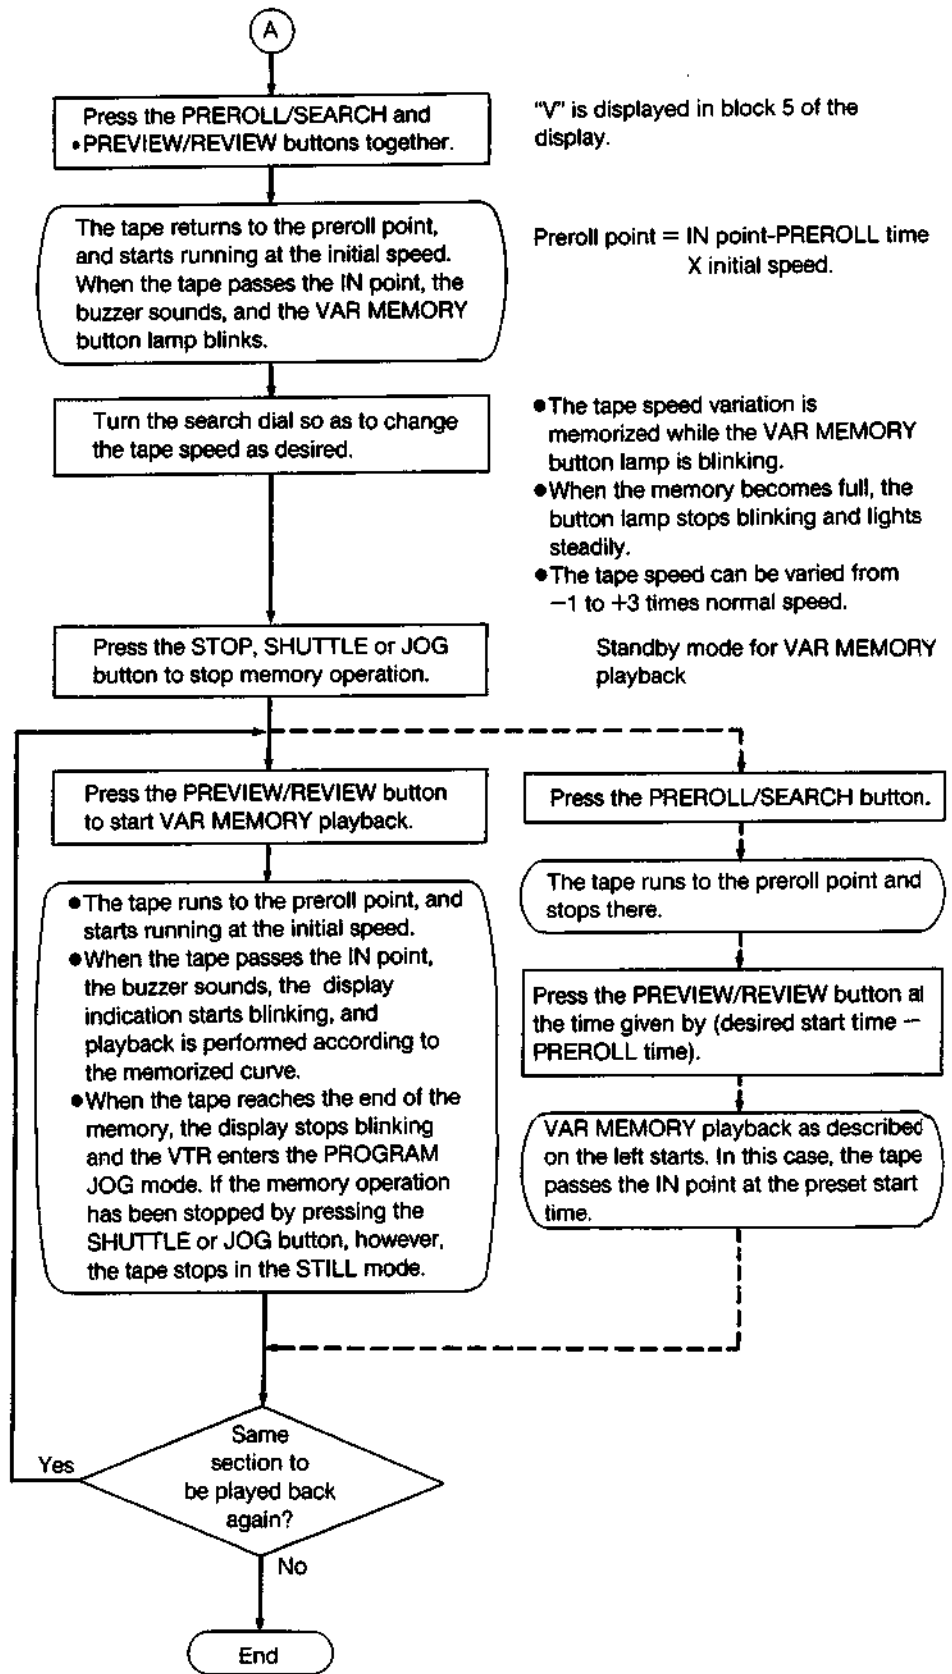 A
Press the PREROLL/SEARCH and
•PREVIEW/REVIEW buttons together.
"V" is displayed in block 5 of the
display.
The tape returns to the preroll point,
and starts running at the initial speed.
When the tape passes the IN point, the
buzzer sounds, and the VAR MEMORY
button lamp blinks.
Preroll point = IN point-PREROLL time
X initial speed.
Turn the search dial so as to change
the tape speed as desired.
●The tape speed variation is
memorized while the VAR MEMORY
button lamp is blinking.
●When the memory becomes full, the
button lamp stops blinking and lights
steadily.
●The tape speed can be varied from
−1 to +3 times normal speed.
Press the STOP, SHUTTLE or JOG
button to stop memory operation.
Standby mode for VAR MEMORY
playback
Press the PREVIEW/REVIEW button
to start VAR MEMORY playback.
●The tape runs to the preroll point, and
starts running at the initial speed.
●When the tape passes the IN point,
the buzzer sounds, the display
indication starts blinking, and
playback is performed according to
the memorized curve.
●When the tape reaches the end of the
memory, the display stops blinking
and the VTR enters the PROGRAM
JOG mode. If the memory operation
has been stopped by pressing the
SHUTTLE or JOG button, however,
the tape stops in the STILL mode.
Press the PREROLL/SEARCH button.
The tape runs to the preroll point and
stops there.
Press the PREVIEW/REVIEW button at
the time given by (desired start time −
PREROLL time).
VAR MEMORY playback as described
on the left starts. In this case, the tape
passes the IN point at the preset start
time.
Same
section to
be played back
again?
Yes
No
End